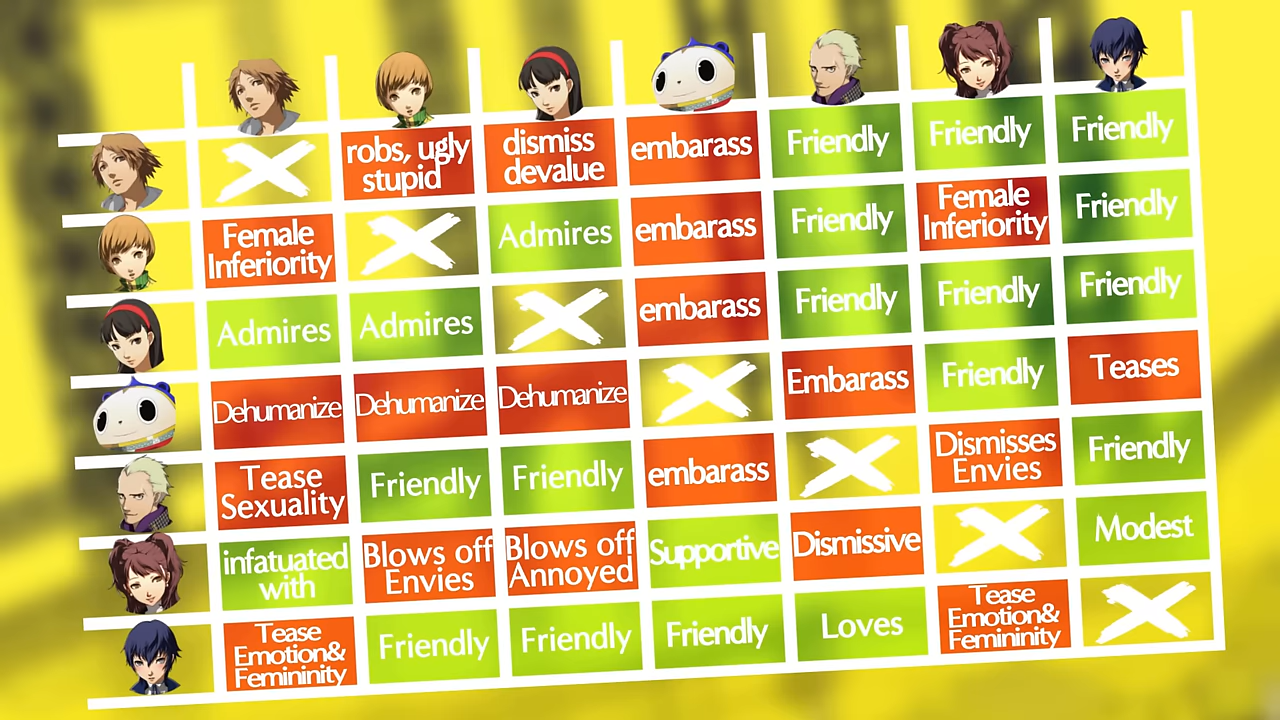 robs, ugly
stupid
dismiss
devalue
embarass
Friendly
Friendly
Friendly
Female
Inferiority
Admires
embarass
Friendly
Female
Inferiority
Friendly
Admires
Admires
embarass
Friendly
Friendly
Friendly
Dehumanize
Dehumanize
Dehumanize
Embarass
Friendly
Teases
Tease
Sexuality
Friendly
Friendly
embarass
Dismisses
Envies
Friendly
infatuated
with
Blows off
Envies
Blows off
Annoyed
Supportive
Dismissive
Modest
Tease
Emotion&
Femininity
Friendly
Friendly
Friendly
Loves
Tease
Emotion&
Femininity